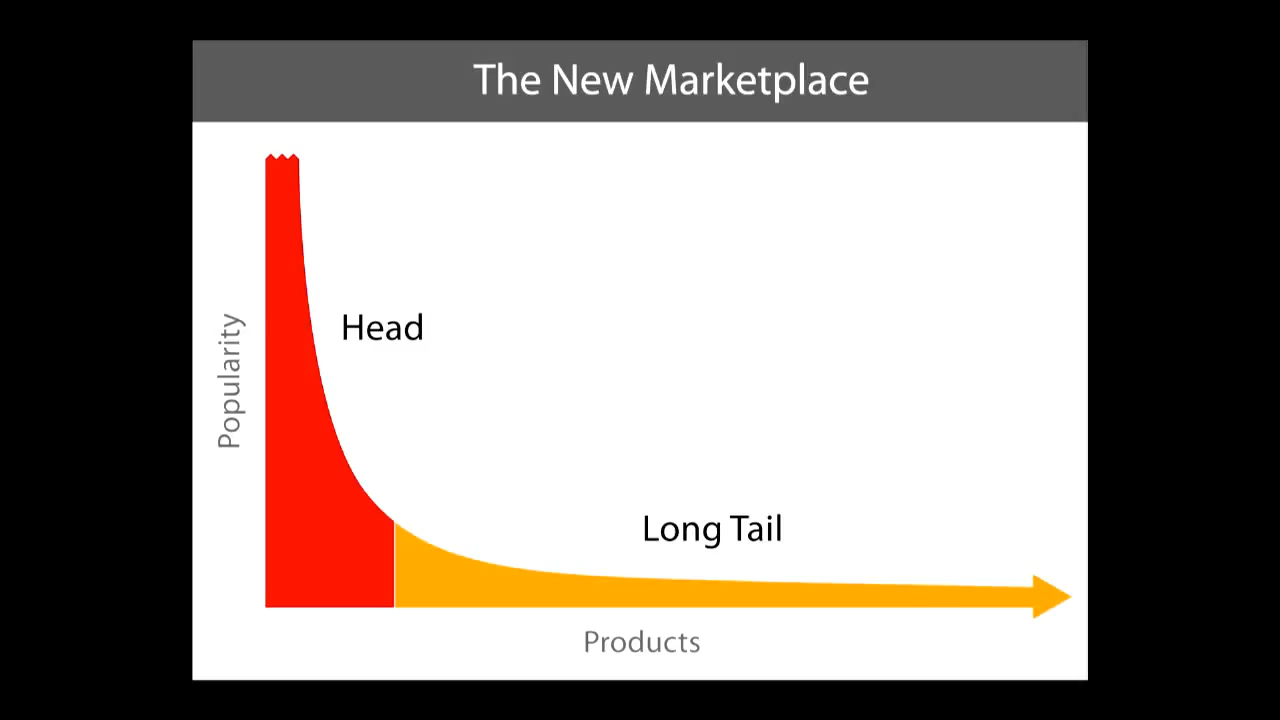 The New Marketplace
Head
Popularity
Long Tail
Products